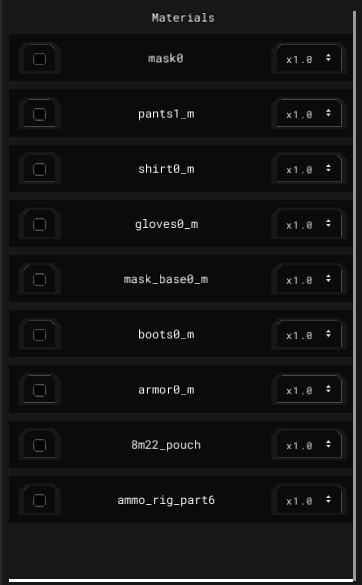 Materials
mask0 x1.0
pants1_m x1.0
shirt0_m x1.0
gloves0_m x1.0
mask_base0_m x1.0
boots0_m x1.0
armor0_m x1.0
8m22_pouch x1.0
ammo_rig_part6 x1.0